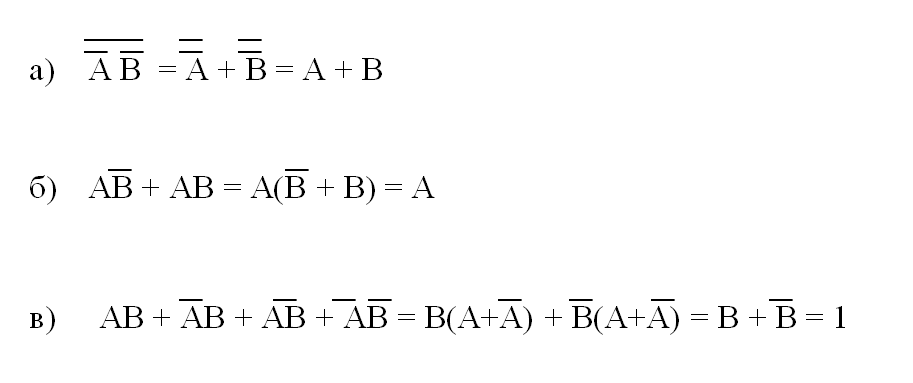 а) A̿ B̿ = A̿ + B̿ = A + B
б) AB̅ + AB = A(B̅ + B) = A
в) AB + A̅B + AB̅ + A̅B̅ = B(A+A̅) + B̅(A+A̅) = B + B̅ = 1